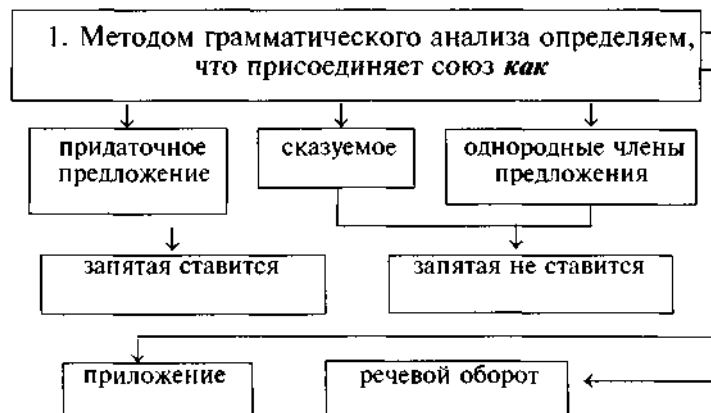 1. Методом грамматического анализа определяем,
что присоединяет союз как
придаточное
предложение
сказуемое
однородные члены
предложения
запятая ставится
запятая не ставится
приложение
речевой оборот